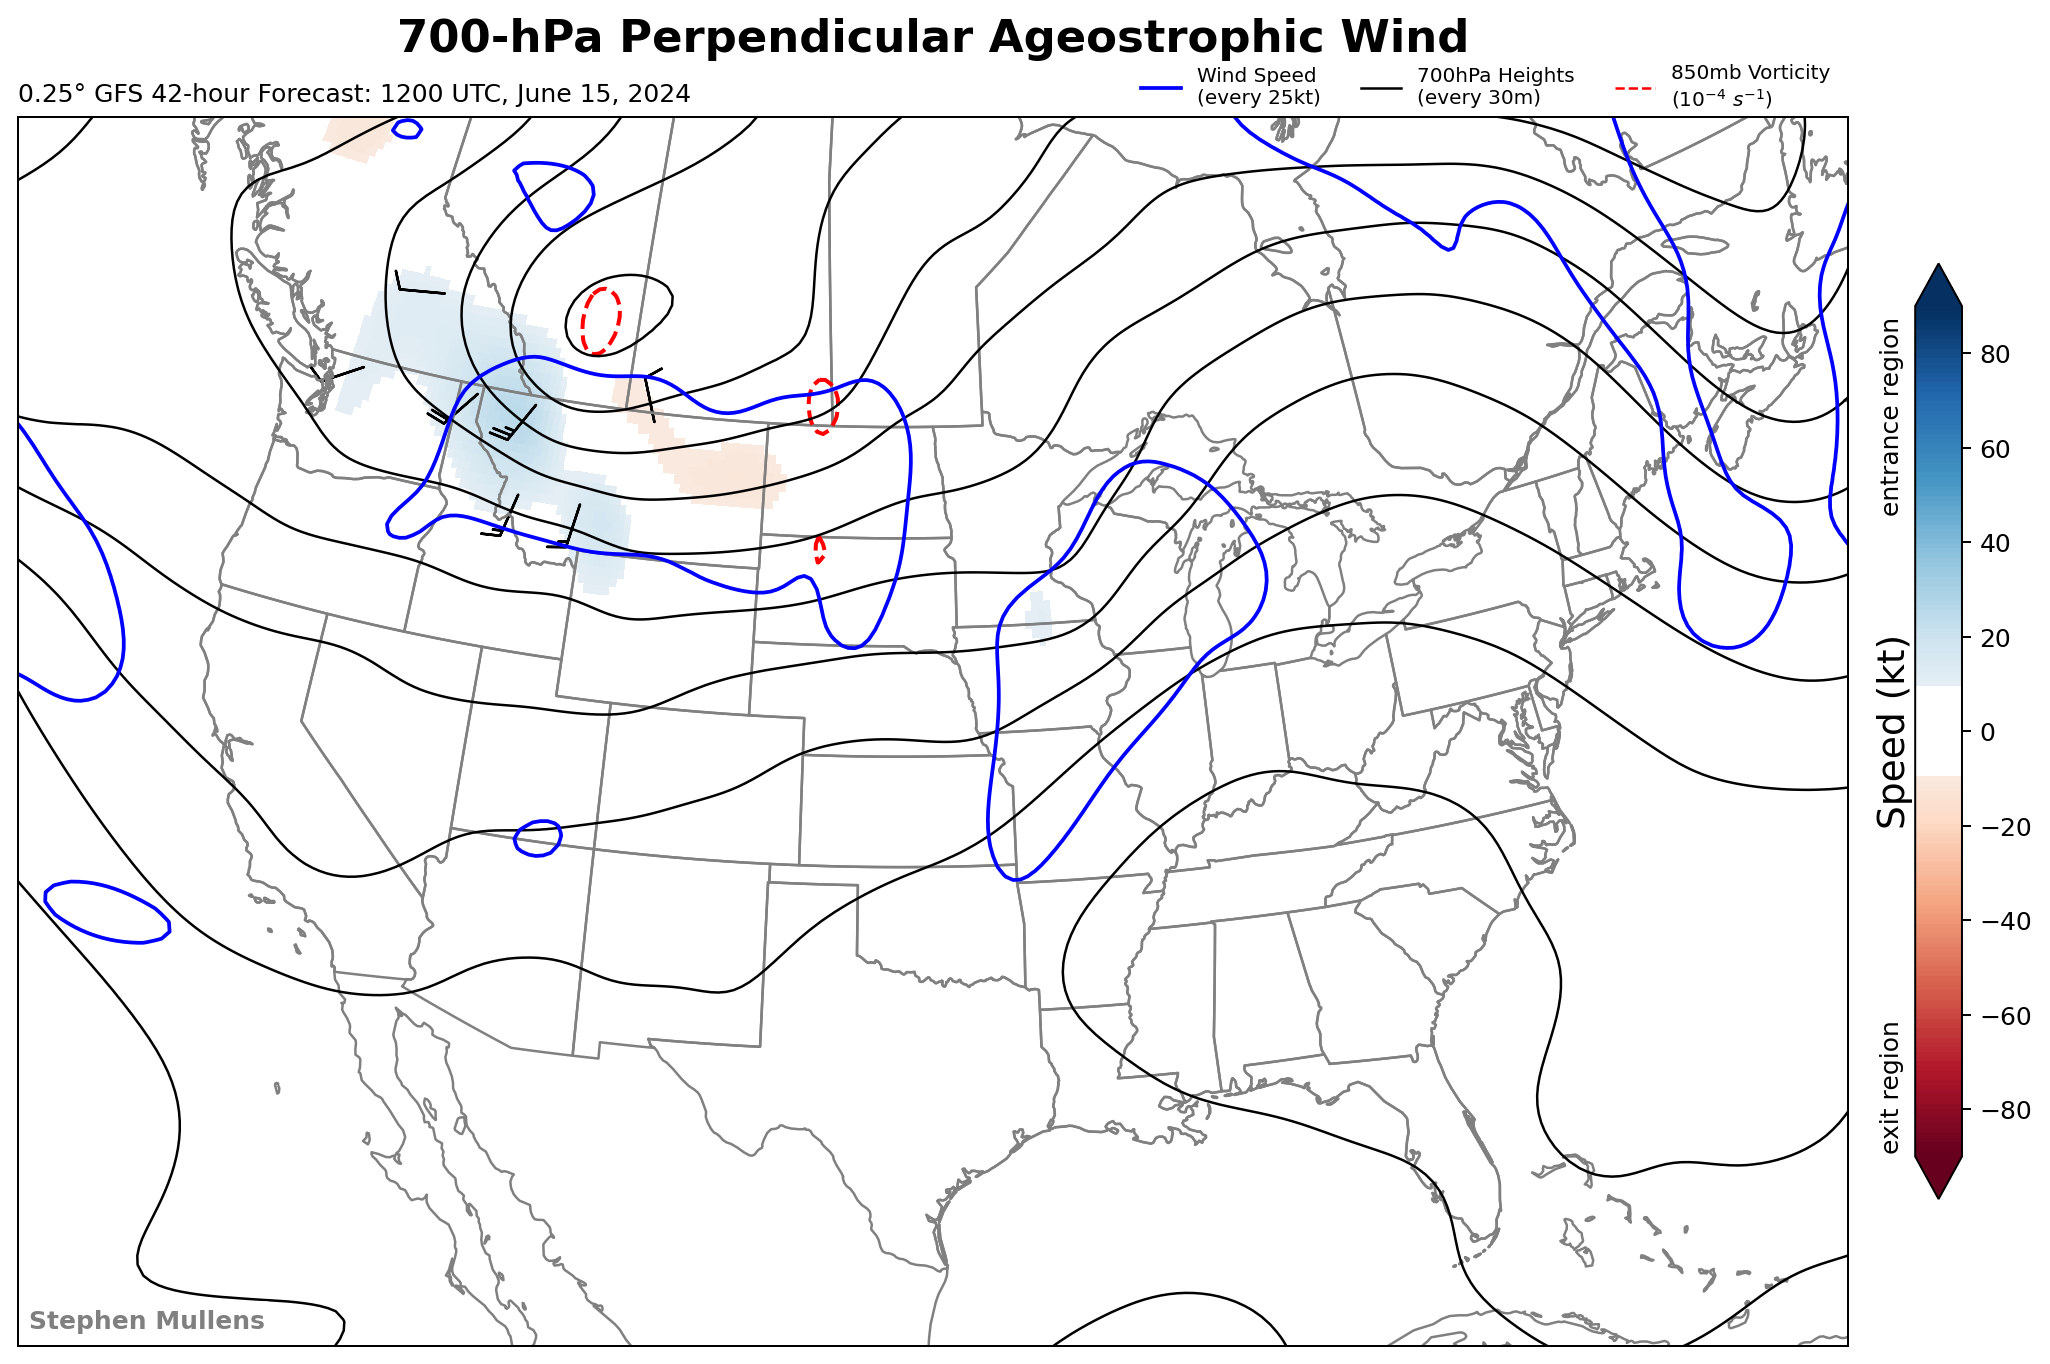 700-hPa Perpendicular Ageostrophic Wind
0.25° GFS 42-hour Forecast: 1200 UTC, June 15, 2024
Wind Speed
(every 25kt)
700hPa Heights
(every 30m)
850mb Vorticity
(10⁻⁴ s⁻¹)
entrance region
Speed (kt)
exit region
80
60
40
20
0
−20
−40
−60
−80
Stephen Mullens